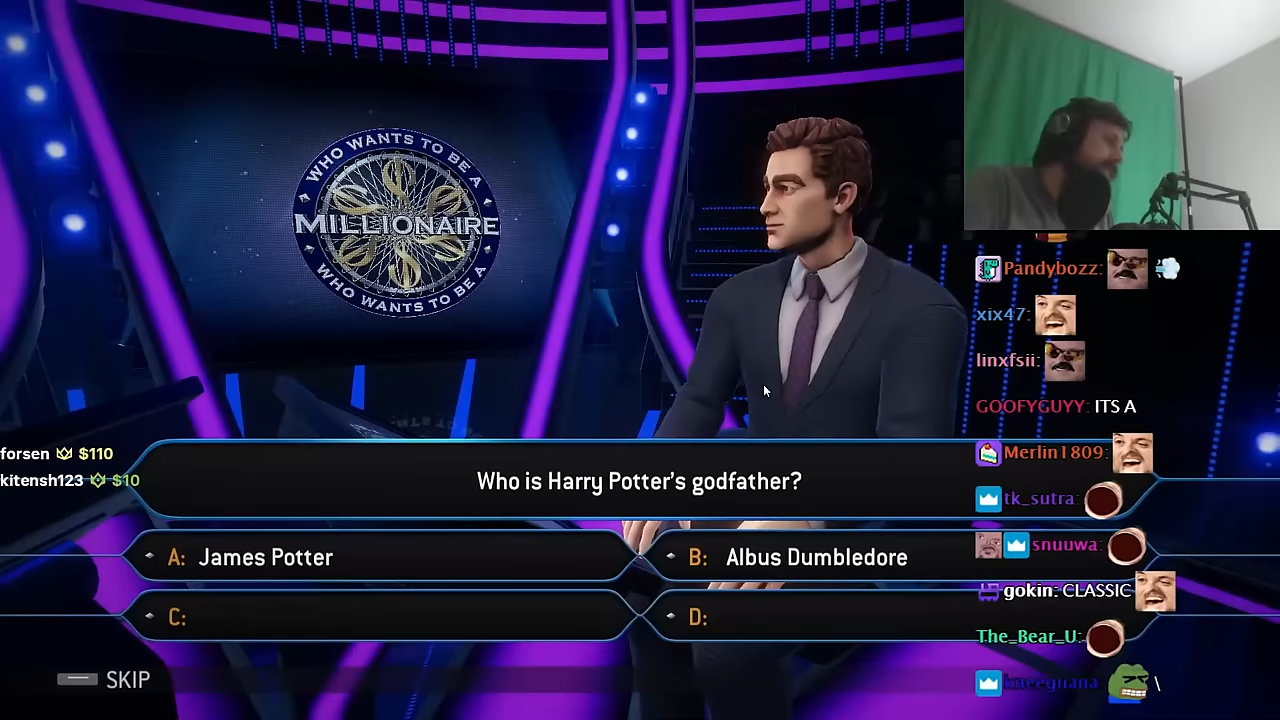 WHO WANTS TO BE A
MILLIONAIRE
WHO WANTS TO BE A
Pandybozz:
xix47:
linxfsii:
GOOFYGUYY: ITS A
Merlin1809:
tk_sutra:
snuuwa:
gokin: CLASSIC
The_Bear_U:
kneeguana \
forsen $110
kitensh123 $10
Who is Harry Potter's godfather?
A: James Potter
B: Albus Dumbledore
C:
D:
SKIP